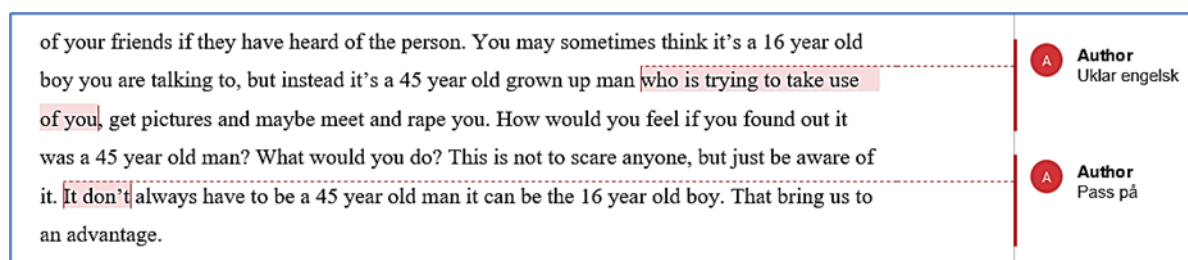 of your friends if they have heard of the person. You may sometimes think it's a 16 year old
boy you are talking to, but instead it's a 45 year old grown up man who is trying to take use
of you, get pictures and maybe meet and rape you. How would you feel if you found out it
was a 45 year old man? What would you do? This is not to scare anyone, but just be aware of
it. It don't always have to be a 45 year old man it can be the 16 year old boy. That bring us to
an advantage.
A Author
Uklar engelsk
A Author
Pass på